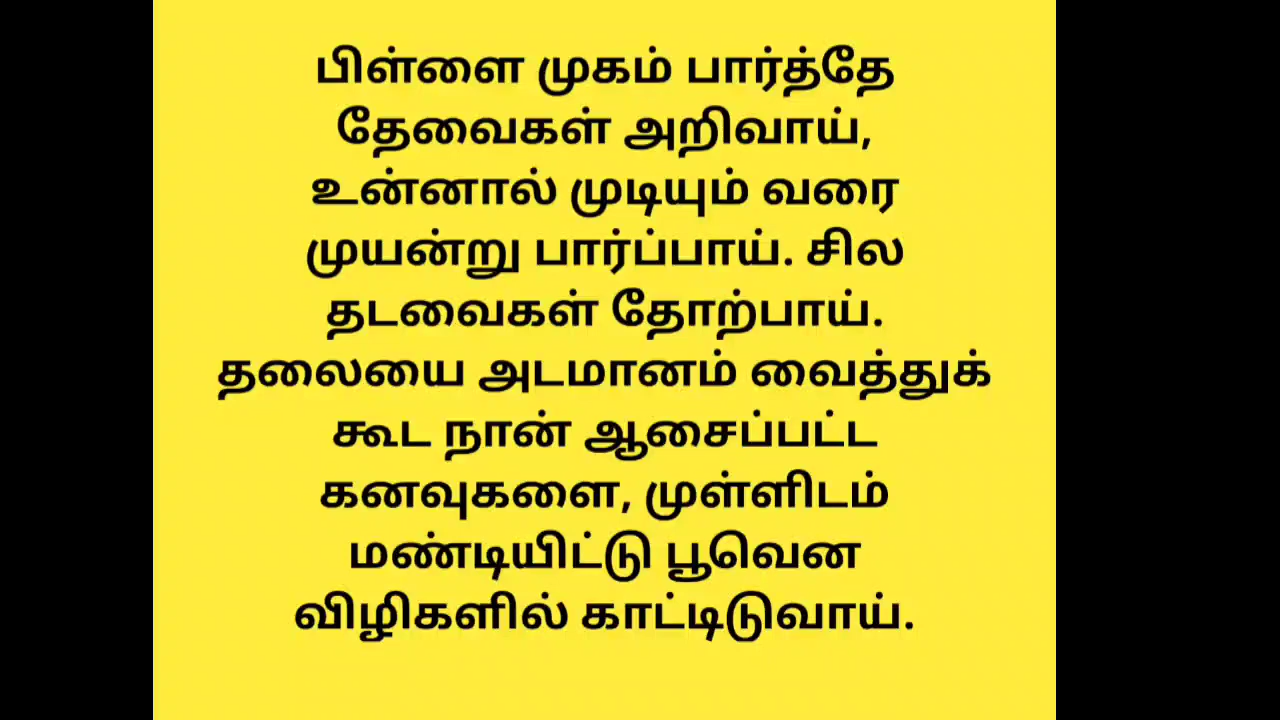 பிள்ளை முகம் பார்த்தே
தேவைகள் அறிவாய்,
உன்னால் முடியும் வரை
முயன்று பார்ப்பாய். சில
தடவைகள் தோற்பாய்.
தலையை அடமானம் வைத்துக்
கூட நான் ஆசைப்பட்ட
கனவுகளை, முள்ளிடம்
மண்டியிட்டு பூவென
விழிகளில் காட்டிடுவாய்.